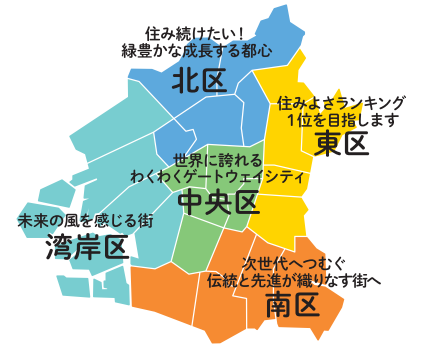 住み続けたい！
緑豊かな成長する都心
北区
住みよさランキング
1位を目指します
東区
世界に誇れる
わくわくゲートウェイシティ
中央区
未来の風を感じる街
湾岸区
次世代へつむぐ
伝統と先進が織りなす街へ
南区